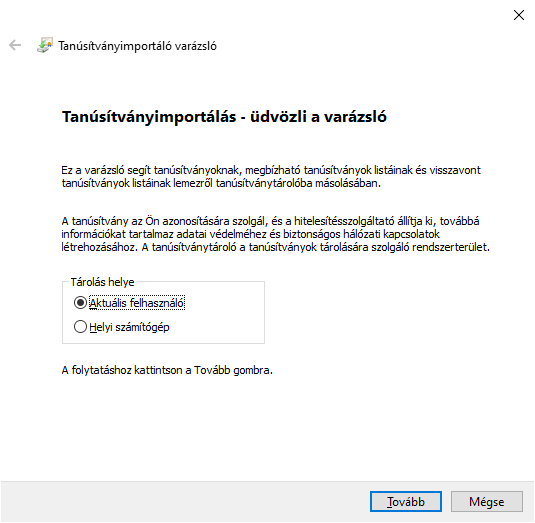 Tanúsítványimportáló varázsló
Tanúsítványimportálás - üdvözli a varázsló
Ez a varázsló segít tanúsítványoknak, megbízható tanúsítványok listáinak és visszavont
tanúsítványok listáinak lemezről tanúsítványtárolóba másolásában.
A tanúsítvány az Ön azonosítására szolgál, és a hitelesítésszolgáltató állítja ki, továbbá
információkat tartalmaz adatai védelméhez és biztonságos hálózati kapcsolatok
létrehozásához. A tanúsítványtároló a tanúsítványok tárolására szolgáló rendszerterület.
Tárolás helye
Aktuális felhasználó
Helyi számítógép
A folytatáshoz kattintson a Tovább gombra.
Tovább
Mégse